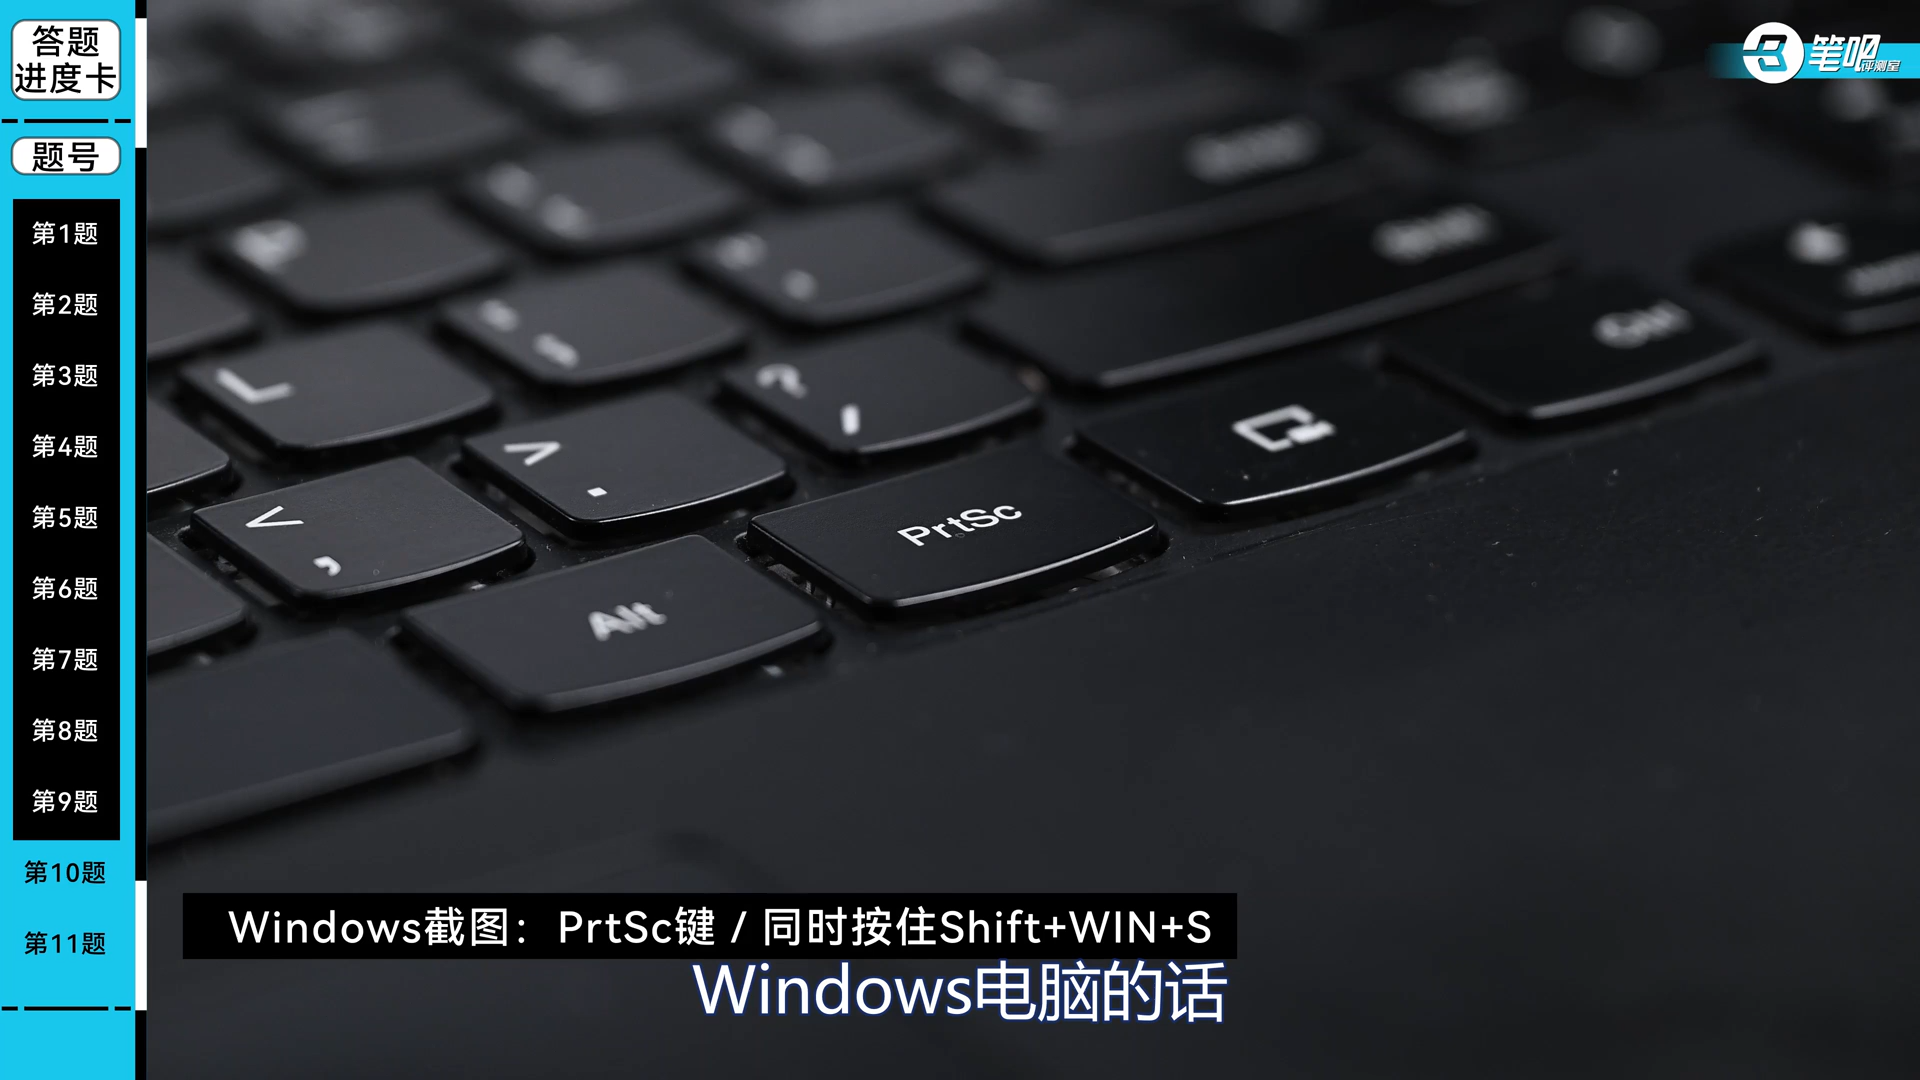 答题
进度卡
题号
第1题
第2题
第3题
第4题
第5题
第6题
第7题
第8题
第9题
第10题
第11题
笔吧
评测室
P
L
?
/
Ctrl
>
.
<
,
PrtSc
Alt
Windows截图：PrtSc键 / 同时按住Shift+WIN+S
Windows电脑的话